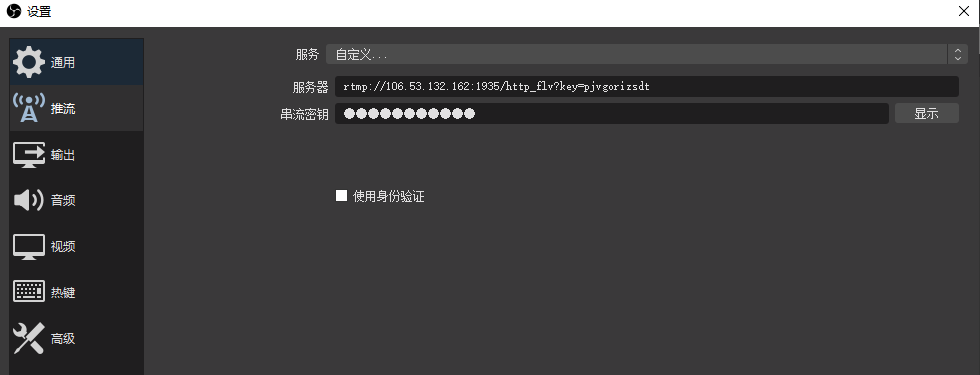 设置
通用
推流
输出
音频
视频
热键
高级
服务 自定义...
服务器 rtmp://106.53.132.162:1935/http_flv?key=pjvgorizsdt
串流密钥 ●●●●●●●●●●● 显示
使用身份验证